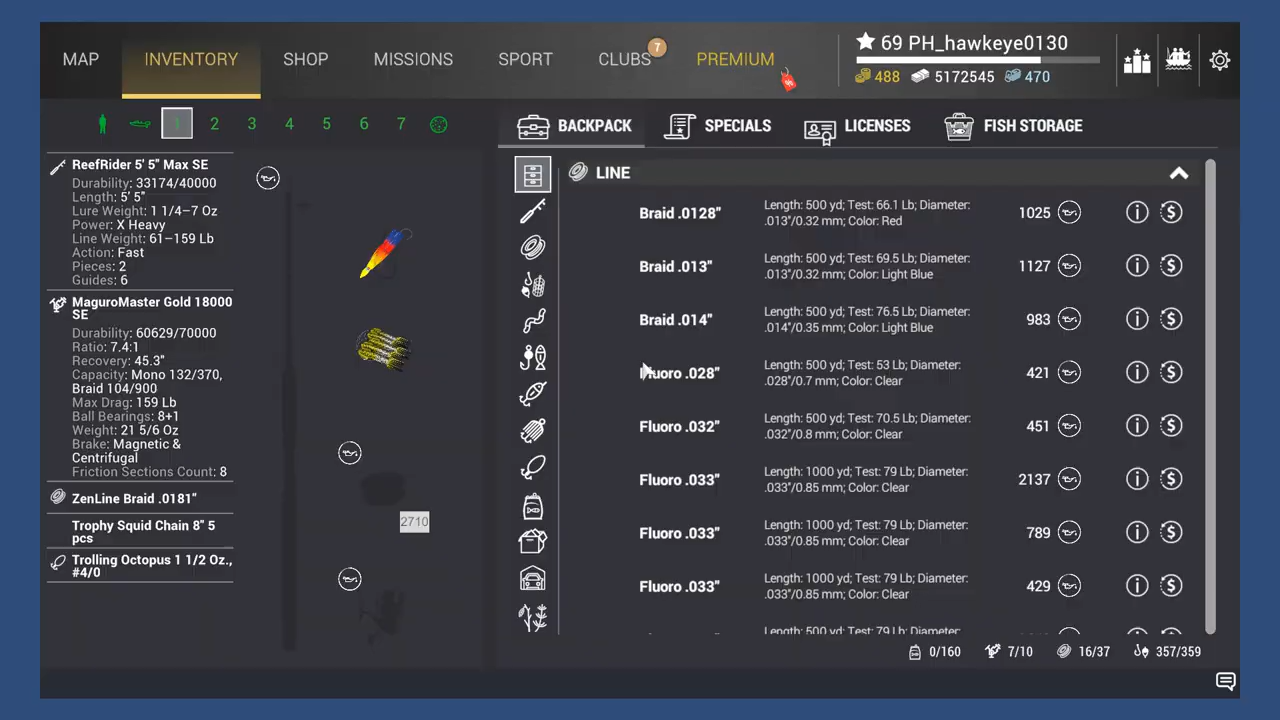 MAP INVENTORY SHOP MISSIONS SPORT CLUBS 7 PREMIUM
69 PH_hawkeye0130
488 5172545 470
1 2 3 4 5 6 7
BACKPACK SPECIALS LICENSES FISH STORAGE
ReefRider 5' 5" Max SE
Durability: 33174/40000
Length: 5' 5"
Lure Weight: 1 1/4–7 Oz
Power: X Heavy
Line Weight: 61–159 Lb
Action: Fast
Pieces: 2
Guides: 6
MaguroMaster Gold 18000
SE
Durability: 60629/70000
Ratio: 7.4:1
Recovery: 45.3"
Capacity: Mono 132/370,
Braid 104/900
Max Drag: 159 Lb
Ball Bearings: 8+1
Weight: 21 5/6 Oz
Brake: Magnetic &
Centrifugal
Friction Sections Count: 8
ZenLine Braid .0181"
Trophy Squid Chain 8" 5
pcs
Trolling Octopus 1 1/2 Oz.,
#4/0
2710
LINE
Braid .0128" Length: 500 yd; Test: 66.1 Lb; Diameter:
.013"/0.32 mm; Color: Red 1025
Braid .013" Length: 500 yd; Test: 69.5 Lb; Diameter:
.013"/0.32 mm; Color: Light Blue 1127
Braid .014" Length: 500 yd; Test: 76.5 Lb; Diameter:
.014"/0.35 mm; Color: Light Blue 983
Fluoro .028" Length: 500 yd; Test: 53 Lb; Diameter:
.028"/0.7 mm; Color: Clear 421
Fluoro .032" Length: 500 yd; Test: 70.5 Lb; Diameter:
.032"/0.8 mm; Color: Clear 451
Fluoro .033" Length: 1000 yd; Test: 79 Lb; Diameter:
.033"/0.85 mm; Color: Clear 2137
Fluoro .033" Length: 1000 yd; Test: 79 Lb; Diameter:
.033"/0.85 mm; Color: Clear 789
Fluoro .033" Length: 1000 yd; Test: 79 Lb; Diameter:
.033"/0.85 mm; Color: Clear 429
Length: 500 yd; Test: 79 Lb; Diameter:
0/160 7/10 16/37 357/359